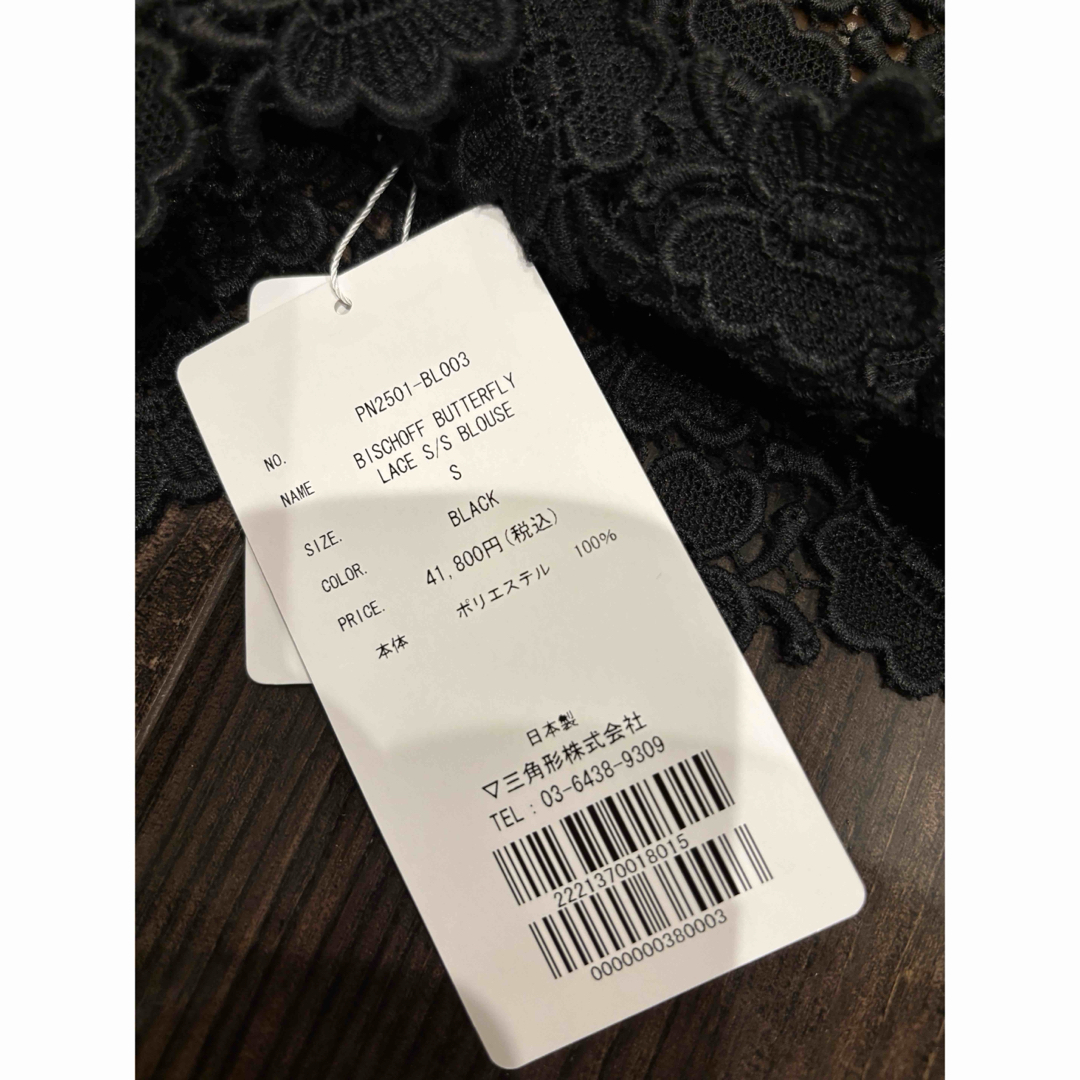 NO. PN2501-BL003
NAME BISCHOFF BUTTERFLY
LACE S/S BLOUSE
SIZE. S
COLOR. BLACK
PRICE. 41,800円(税込)
本体 ポリエステル 100%
日本製
▽三角形株式会社
TEL : 03-6438-9309
2221370018015
0000000380003